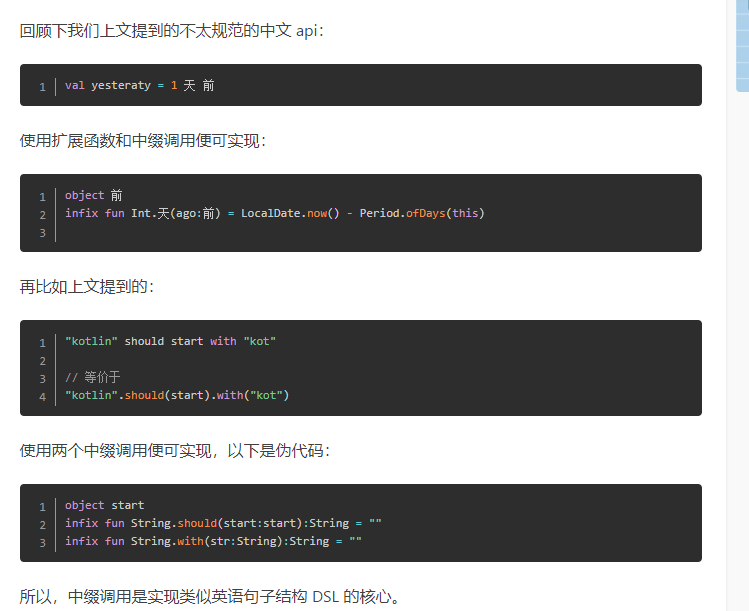 回顾下我们上文提到的不太规范的中文 api：
1 val yesteraty = 1 天 前
使用扩展函数和中缀调用便可实现：
1 object 前
2 infix fun Int.天(ago:前) = LocalDate.now() - Period.ofDays(this)
3
再比如上文提到的：
1 "kotlin" should start with "kot"
2
3 // 等价于
4 "kotlin".should(start).with("kot")
使用两个中缀调用便可实现，以下是伪代码：
1 object start
2 infix fun String.should(start:start):String = ""
3 infix fun String.with(str:String):String = ""
所以，中缀调用是实现类似英语句子结构 DSL 的核心。